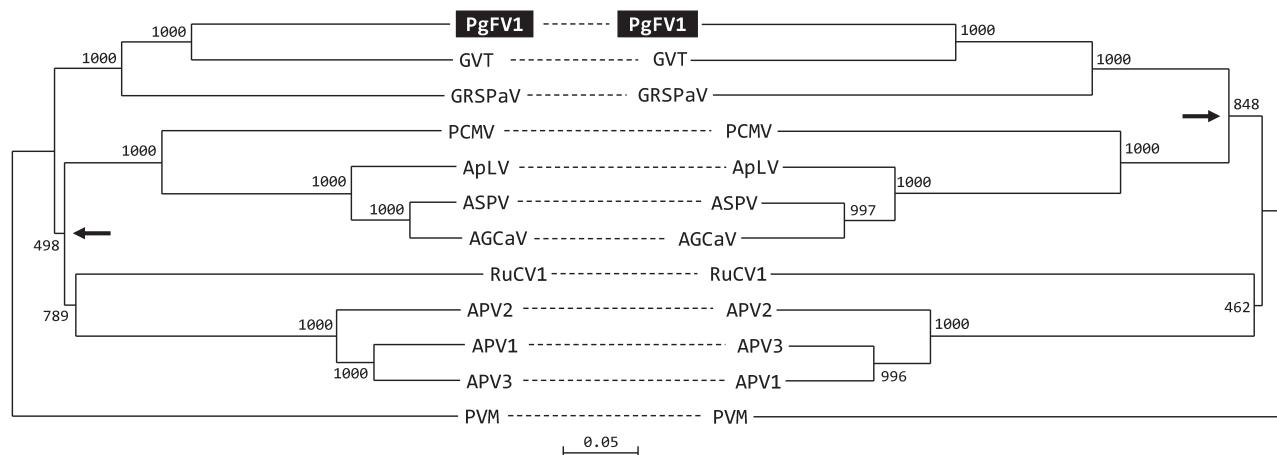 PgFV1 PgFV1
1000 1000
1000 GVT GVT 1000
GRSPaV GRSPaV
848
PCMV PCMV
1000 1000
ApLV ApLV
1000 1000
ASPV ASPV
1000 997
AGCaV AGCaV
498
RuCV1 RuCV1
789 APV2 APV2 462
1000 1000
APV1 APV3
1000 996
APV3 APV1
PVM PVM
0.05